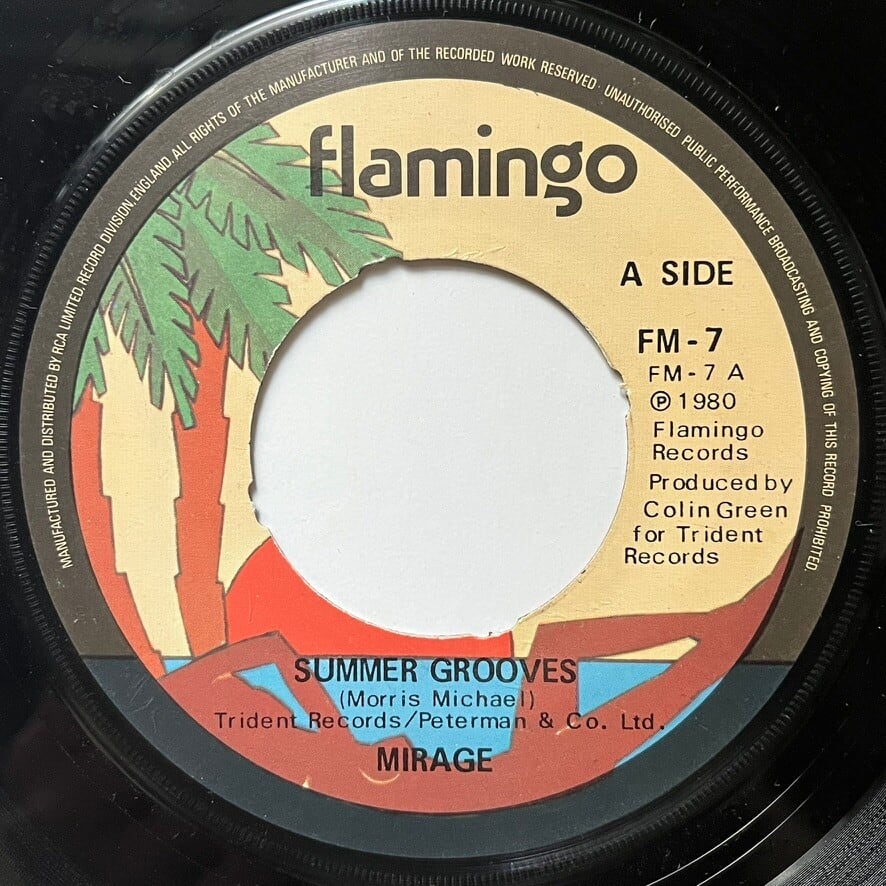 MANUFACTURED AND DISTRIBUTED BY RCA LIMITED, RECORD DIVISION, ENGLAND. ALL RIGHTS OF THE MANUFACTURER AND OF THE RECORDED WORK RESERVED · UNAUTHORISED PUBLIC PERFORMANCE BROADCASTING AND COPYING OF THIS RECORD PROHIBITED.
flamingo
A SIDE
FM-7
FM-7 A
℗ 1980
Flamingo
Records
Produced by
Colin Green
for Trident
Records
SUMMER GROOVES
(Morris Michael)
Trident Records/Peterman & Co. Ltd.
MIRAGE